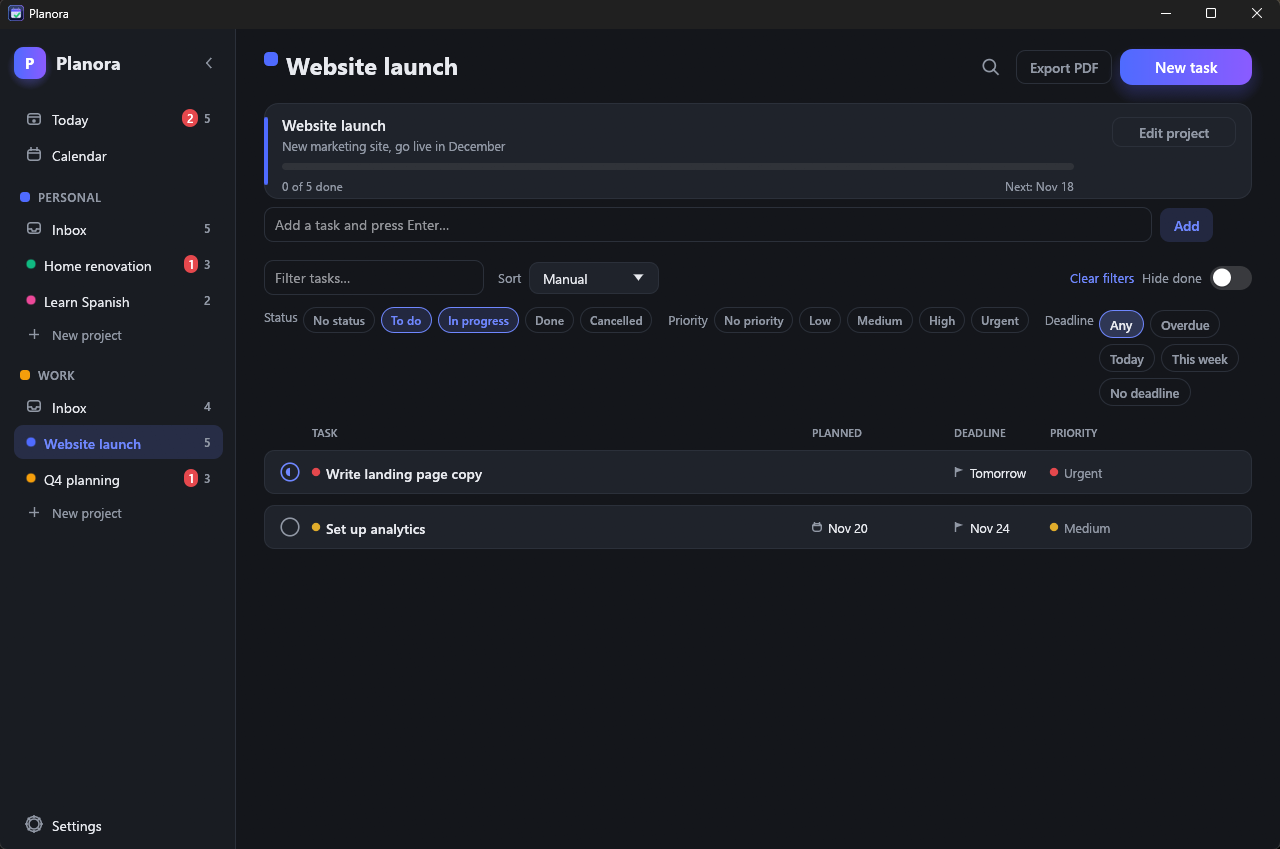 Planora
P Planora
Today 2 5
Calendar
PERSONAL
Inbox 5
Home renovation 1 3
Learn Spanish 2
New project
WORK
Inbox 4
Website launch 5
Q4 planning 1 3
New project
Settings
Website launch
Export PDF
New task
Website launch
New marketing site, go live in December
Edit project
0 of 5 done
Next: Nov 18
Add a task and press Enter...
Add
Filter tasks...
Sort Manual
Clear filters Hide done
Status No status To do In progress Done Cancelled Priority No priority Low Medium High Urgent Deadline Any Overdue
Today This week
No deadline
TASK PLANNED DEADLINE PRIORITY
Write landing page copy Tomorrow Urgent
Set up analytics Nov 20 Nov 24 Medium